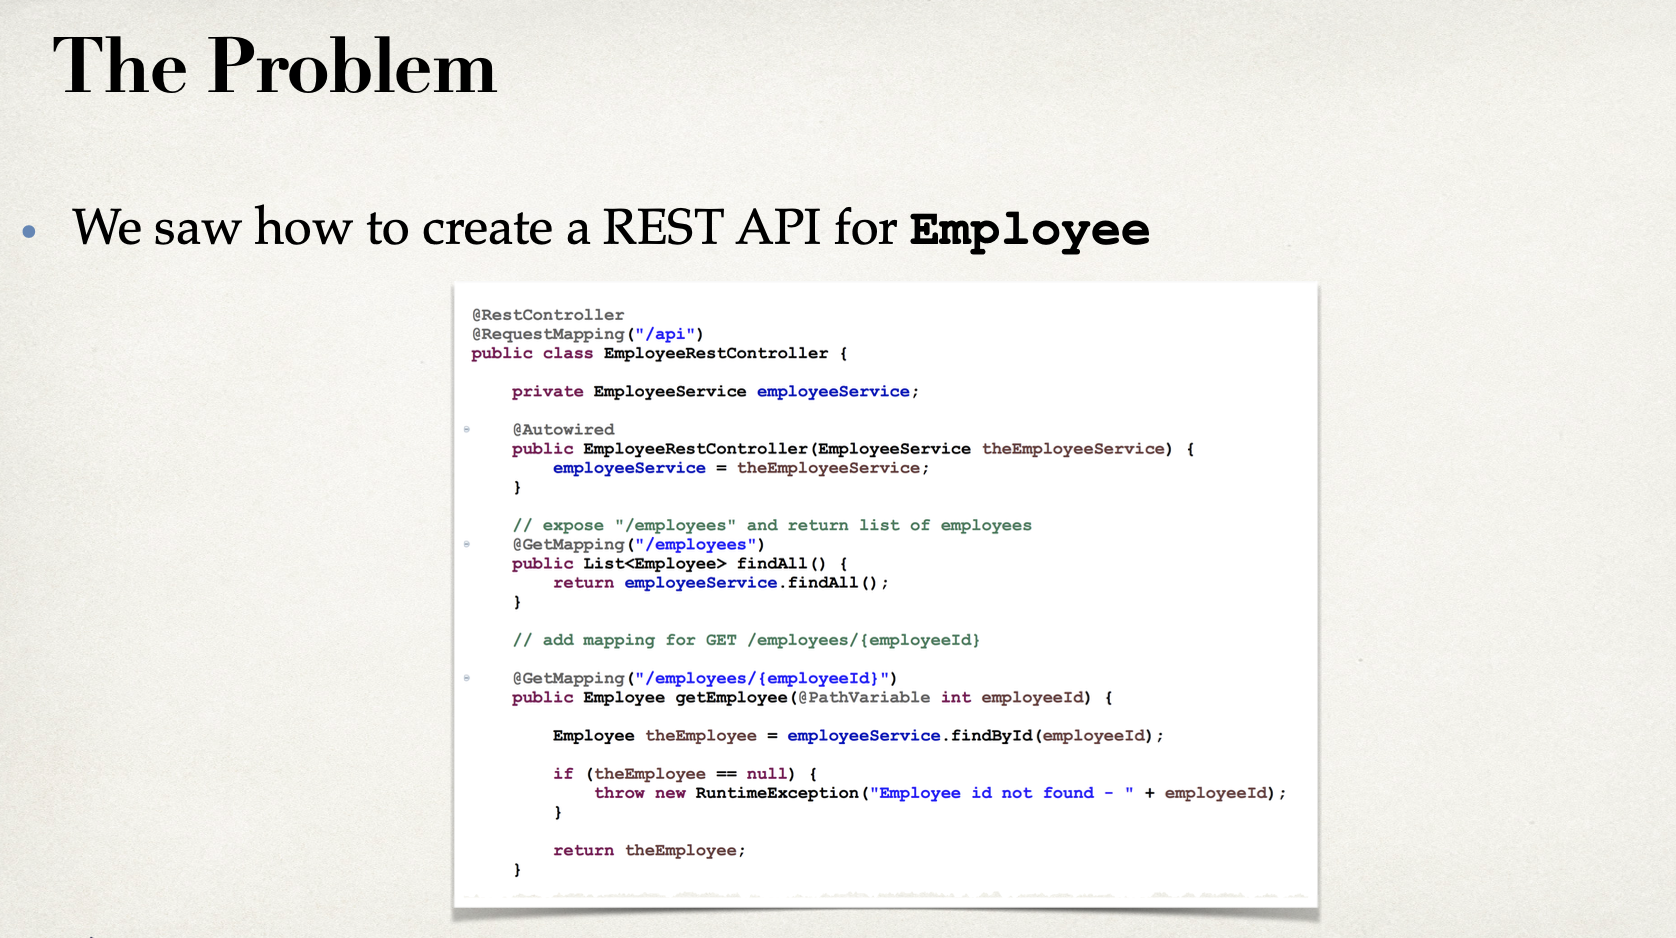 The Problem
• We saw how to create a REST API for Employee
@RestController
@RequestMapping("/api")
public class EmployeeRestController {
    private EmployeeService employeeService;
    @Autowired
    public EmployeeRestController(EmployeeService theEmployeeService) {
        employeeService = theEmployeeService;
    }
    // expose "/employees" and return list of employees
    @GetMapping("/employees")
    public List<Employee> findAll() {
        return employeeService.findAll();
    }
    // add mapping for GET /employees/{employeeId}
    @GetMapping("/employees/{employeeId}")
    public Employee getEmployee(@PathVariable int employeeId) {
        Employee theEmployee = employeeService.findById(employeeId);
        if (theEmployee == null) {
            throw new RuntimeException("Employee id not found - " + employeeId);
        }
        return theEmployee;
    }